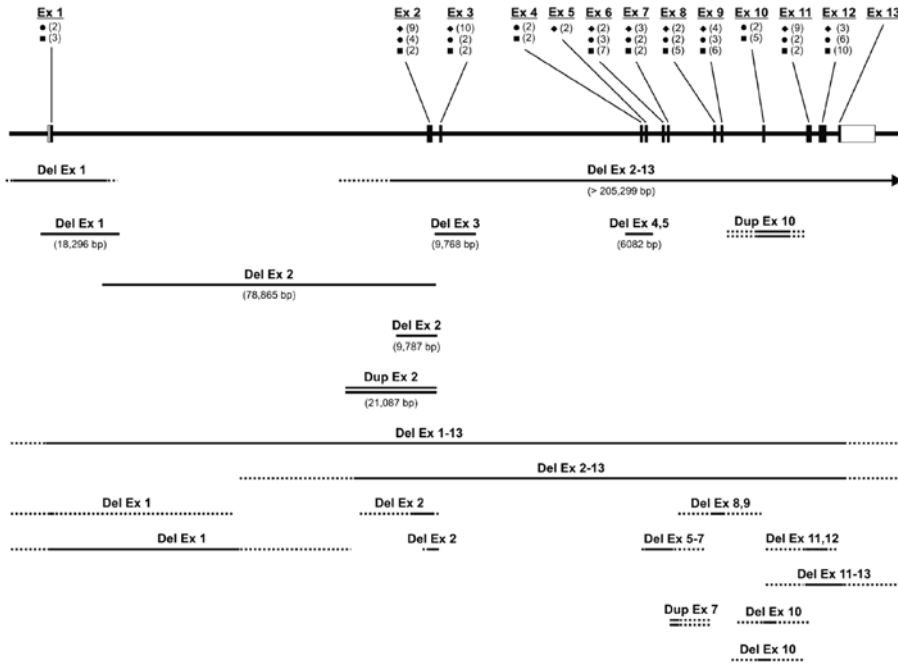 Ex 1 Ex 2 Ex 3 Ex 4 Ex 5 Ex 6 Ex 7 Ex 8 Ex 9 Ex 10 Ex 11 Ex 12 Ex 13
● (2) ◆ (9) ◆ (10) ● (2) ◆ (2) ◆ (2) ◆ (3) ◆ (2) ◆ (4) ● (2) ◆ (9) ◆ (3)
■ (3) ● (4) ● (2) ■ (2) ● (3) ● (2) ● (2) ● (3) ■ (5) ● (2) ● (6)
■ (2) ■ (2) ■ (7) ■ (2) ■ (5) ■ (6) ■ (2) ■ (10)
Del Ex 1 Del Ex 2-13
(> 205,299 bp)
Del Ex 1 Del Ex 3 Del Ex 4,5 Dup Ex 10
(18,296 bp) (9,768 bp) (6082 bp)
Del Ex 2
(78,865 bp)
Del Ex 2
(9,787 bp)
Dup Ex 2
(21,087 bp)
Del Ex 1-13
Del Ex 2-13
Del Ex 1 Del Ex 2 Del Ex 8,9
Del Ex 1 Del Ex 2 Del Ex 5-7 Del Ex 11,12
Del Ex 11-13
Dup Ex 7 Del Ex 10
Del Ex 10